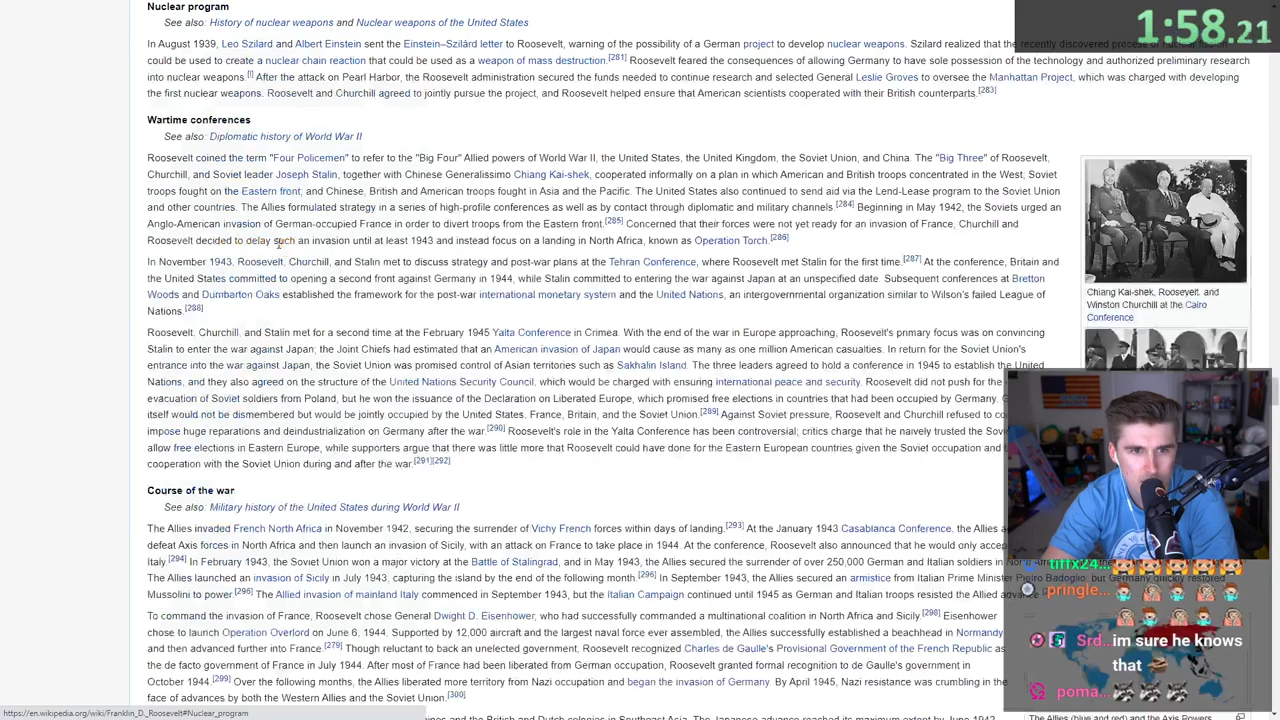 Nuclear program
See also: History of nuclear weapons and Nuclear weapons of the United States
1:58.21
In August 1939, Leo Szilard and Albert Einstein sent the Einstein–Szilárd letter to Roosevelt, warning of the possibility of a German project to develop nuclear weapons. Szilard realized that the recently discovered process of nuclear fission
could be used to create a nuclear chain reaction that could be used as a weapon of mass destruction.[281] Roosevelt feared the consequences of allowing Germany to have sole possession of the technology and authorized preliminary research
into nuclear weapons.[l] After the attack on Pearl Harbor, the Roosevelt administration secured the funds needed to continue research and selected General Leslie Groves to oversee the Manhattan Project, which was charged with developing
the first nuclear weapons. Roosevelt and Churchill agreed to jointly pursue the project, and Roosevelt helped ensure that American scientists cooperated with their British counterparts.[283]
Wartime conferences
See also: Diplomatic history of World War II
Roosevelt coined the term "Four Policemen" to refer to the "Big Four" Allied powers of World War II, the United States, the United Kingdom, the Soviet Union, and China. The "Big Three" of Roosevelt,
Churchill, and Soviet leader Joseph Stalin, together with Chinese Generalissimo Chiang Kai-shek, cooperated informally on a plan in which American and British troops concentrated in the West; Soviet
troops fought on the Eastern front; and Chinese, British and American troops fought in Asia and the Pacific. The United States also continued to send aid via the Lend-Lease program to the Soviet Union
and other countries. The Allies formulated strategy in a series of high-profile conferences as well as by contact through diplomatic and military channels.[284] Beginning in May 1942, the Soviets urged an
Anglo-American invasion of German-occupied France in order to divert troops from the Eastern front.[285] Concerned that their forces were not yet ready for an invasion of France, Churchill and
Roosevelt decided to delay such an invasion until at least 1943 and instead focus on a landing in North Africa, known as Operation Torch.[286]
In November 1943, Roosevelt, Churchill, and Stalin met to discuss strategy and post-war plans at the Tehran Conference, where Roosevelt met Stalin for the first time.[287] At the conference, Britain and
the United States committed to opening a second front against Germany in 1944, while Stalin committed to entering the war against Japan at an unspecified date. Subsequent conferences at Bretton
Woods and Dumbarton Oaks established the framework for the post-war international monetary system and the United Nations, an intergovernmental organization similar to Wilson's failed League of
Nations.[288]
Chiang Kai-shek, Roosevelt, and
Winston Churchill at the Cairo
Conference
Roosevelt, Churchill, and Stalin met for a second time at the February 1945 Yalta Conference in Crimea. With the end of the war in Europe approaching, Roosevelt's primary focus was on convincing
Stalin to enter the war against Japan; the Joint Chiefs had estimated that an American invasion of Japan would cause as many as one million American casualties. In return for the Soviet Union's
entrance into the war against Japan, the Soviet Union was promised control of Asian territories such as Sakhalin Island. The three leaders agreed to hold a conference in 1945 to establish the United
Nations, and they also agreed on the structure of the United Nations Security Council, which would be charged with ensuring international peace and security. Roosevelt did not push for the
evacuation of Soviet soldiers from Poland, but he won the issuance of the Declaration on Liberated Europe, which promised free elections in countries that had been occupied by Germany.
itself would not be dismembered but would be jointly occupied by the United States, France, Britain, and the Soviet Union.[289] Against Soviet pressure, Roosevelt and Churchill refused to
impose huge reparations and deindustrialization on Germany after the war.[290] Roosevelt's role in the Yalta Conference has been controversial; critics charge that he naively trusted the
allow free elections in Eastern Europe, while supporters argue that there was little more that Roosevelt could have done for the Eastern European countries given the Soviet occupation and
cooperation with the Soviet Union during and after the war.[291][292]
Course of the war
See also: Military history of the United States during World War II
The Allies invaded French North Africa in November 1942, securing the surrender of Vichy French forces within days of landing.[293] At the January 1943 Casablanca Conference, the Allies
defeat Axis forces in North Africa and then launch an invasion of Sicily, with an attack on France to take place in 1944. At the conference, Roosevelt also announced that he would only
Italy.[294] In February 1943, the Soviet Union won a major victory at the Battle of Stalingrad, and in May 1943, the Allies secured the surrender of over 250,000 German and Italian soldiers in
The Allies launched an invasion of Sicily in July 1943, capturing the island by the end of the following month.[296] In September 1943, the Allies secured an armistice from Italian Prime Minister Pietro Badoglio, but Germany quickly restored
Mussolini to power.[296] The Allied invasion of mainland Italy commenced in September 1943, but the Italian Campaign continued until 1945 as German and Italian troops resisted the Allied
To command the invasion of France, Roosevelt chose General Dwight D. Eisenhower, who had successfully commanded a multinational coalition in North Africa and Sicily.[298] Eisenhower
chose to launch Operation Overlord on June 6, 1944. Supported by 12,000 aircraft and the largest naval force ever assembled, the Allies successfully established a beachhead in Normandy
and then advanced further into France.[279] Though reluctant to back an unelected government, Roosevelt recognized Charles de Gaulle's Provisional Government of the French Republic as
the de facto government of France in July 1944. After most of France had been liberated from German occupation, Roosevelt granted formal recognition to de Gaulle's government in
October 1944.[299] Over the following months, the Allies liberated more territory from Nazi occupation and began the invasion of Germany. By April 1945, Nazi resistance was crumbling in the
face of advances by both the Western Allies and the Soviet Union.[300]
tiffx24...
pringle...
Srd... im sure he knows
that
poma...
https://en.wikipedia.org/wiki/Franklin_D._Roosevelt#Nuclear_program
The Allies (blue and red) and the Axis Powers